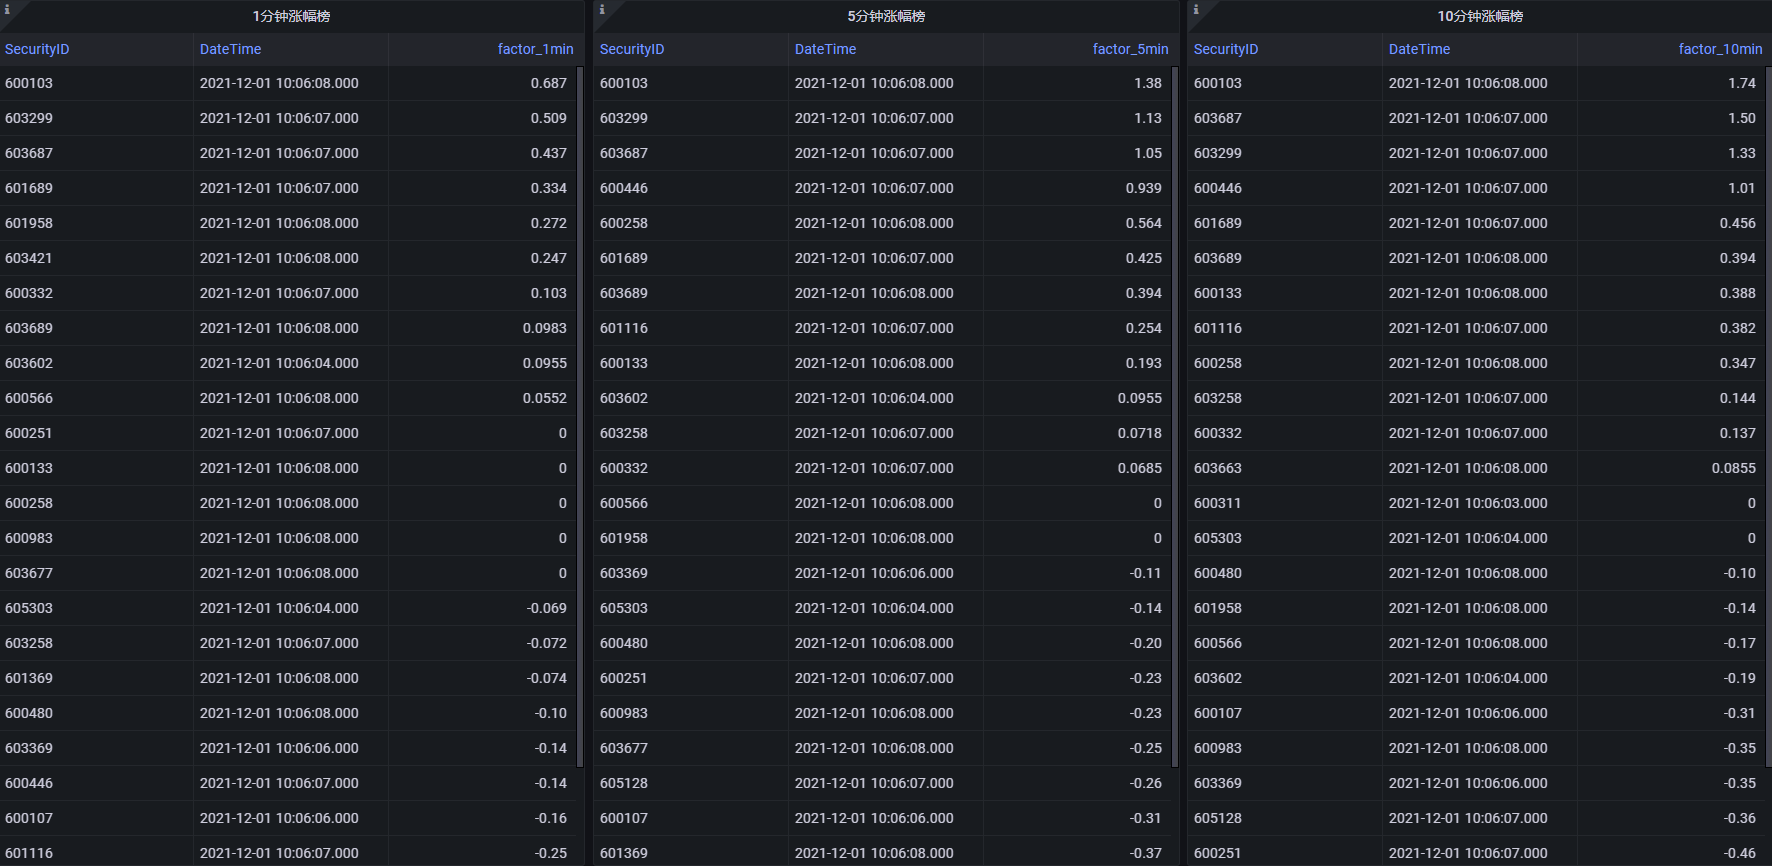 1分钟涨幅榜
SecurityID DateTime factor_1min
600103 2021-12-01 10:06:08.000 0.687
603299 2021-12-01 10:06:07.000 0.509
603687 2021-12-01 10:06:07.000 0.437
601689 2021-12-01 10:06:07.000 0.334
601958 2021-12-01 10:06:08.000 0.272
603421 2021-12-01 10:06:08.000 0.247
600332 2021-12-01 10:06:07.000 0.103
603689 2021-12-01 10:06:08.000 0.0983
603602 2021-12-01 10:06:04.000 0.0955
600566 2021-12-01 10:06:08.000 0.0552
600251 2021-12-01 10:06:07.000 0
600133 2021-12-01 10:06:08.000 0
600258 2021-12-01 10:06:08.000 0
600983 2021-12-01 10:06:08.000 0
603677 2021-12-01 10:06:08.000 0
605303 2021-12-01 10:06:04.000 -0.069
603258 2021-12-01 10:06:07.000 -0.072
601369 2021-12-01 10:06:08.000 -0.074
600480 2021-12-01 10:06:08.000 -0.10
603369 2021-12-01 10:06:06.000 -0.14
600446 2021-12-01 10:06:07.000 -0.14
600107 2021-12-01 10:06:06.000 -0.16
601116 2021-12-01 10:06:07.000 -0.25
5分钟涨幅榜
SecurityID DateTime factor_5min
600103 2021-12-01 10:06:08.000 1.38
603299 2021-12-01 10:06:07.000 1.13
603687 2021-12-01 10:06:07.000 1.05
600446 2021-12-01 10:06:07.000 0.939
600258 2021-12-01 10:06:08.000 0.564
601689 2021-12-01 10:06:07.000 0.425
603689 2021-12-01 10:06:08.000 0.394
601116 2021-12-01 10:06:07.000 0.254
600133 2021-12-01 10:06:08.000 0.193
603602 2021-12-01 10:06:04.000 0.0955
603258 2021-12-01 10:06:07.000 0.0718
600332 2021-12-01 10:06:07.000 0.0685
600566 2021-12-01 10:06:08.000 0
601958 2021-12-01 10:06:08.000 0
603369 2021-12-01 10:06:06.000 -0.11
605303 2021-12-01 10:06:04.000 -0.14
600480 2021-12-01 10:06:08.000 -0.20
600251 2021-12-01 10:06:07.000 -0.23
600983 2021-12-01 10:06:08.000 -0.23
603677 2021-12-01 10:06:08.000 -0.25
605128 2021-12-01 10:06:07.000 -0.26
600107 2021-12-01 10:06:06.000 -0.31
601369 2021-12-01 10:06:08.000 -0.37
10分钟涨幅榜
SecurityID DateTime factor_10min
600103 2021-12-01 10:06:08.000 1.74
603687 2021-12-01 10:06:07.000 1.50
603299 2021-12-01 10:06:07.000 1.33
600446 2021-12-01 10:06:07.000 1.01
601689 2021-12-01 10:06:07.000 0.456
603689 2021-12-01 10:06:08.000 0.394
600133 2021-12-01 10:06:08.000 0.388
601116 2021-12-01 10:06:07.000 0.382
600258 2021-12-01 10:06:08.000 0.347
603258 2021-12-01 10:06:07.000 0.144
600332 2021-12-01 10:06:07.000 0.137
603663 2021-12-01 10:06:08.000 0.0855
600311 2021-12-01 10:06:03.000 0
605303 2021-12-01 10:06:04.000 0
600480 2021-12-01 10:06:08.000 -0.10
601958 2021-12-01 10:06:08.000 -0.14
600566 2021-12-01 10:06:08.000 -0.17
603602 2021-12-01 10:06:04.000 -0.19
600107 2021-12-01 10:06:06.000 -0.31
600983 2021-12-01 10:06:08.000 -0.35
603369 2021-12-01 10:06:06.000 -0.35
605128 2021-12-01 10:06:07.000 -0.36
600251 2021-12-01 10:06:07.000 -0.46